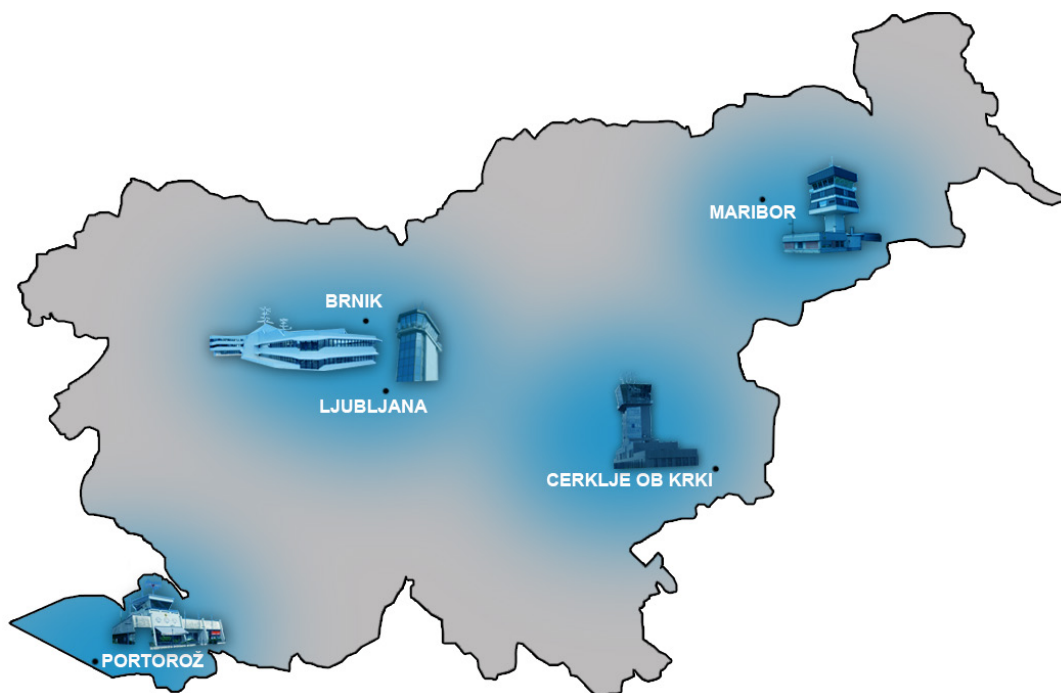 MARIBOR
BRNIK
LJUBLJANA
CERKLJE OB KRKI
PORTOROŽ